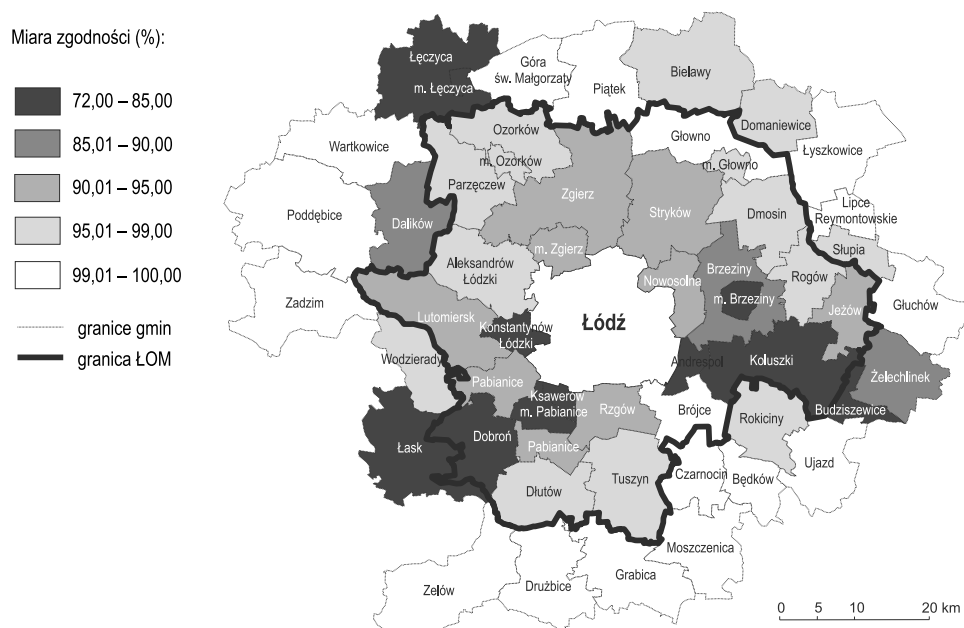 Miara zgodności (%):
72,00 – 85,00
85,01 – 90,00
90,01 – 95,00
95,01 – 99,00
99,01 – 100,00
granice gmin
granica ŁOM
Łęczyca
m. Łęczyca
Góra
św. Małgorzaty
Piątek
Bielawy
Domaniewice
Łyszkowice
Wartkowice
Ozorków
m. Ozorków
Głowno
m. Głowno
Parzęczew
Zgierz
Stryków
Dmosin
Lipce
Reymontowskie
Poddębice
Dalików
m. Zgierz
Słupia
Aleksandrów
Łódzki
Nowosolna
Brzeziny
m. Brzeziny
Rogów
Głuchów
Zadzim
Lutomiersk
Konstantynów
Łódzki
Łódź
Jeżów
Wodzierady
Andrespol
Koluszki
Żelechlinek
Pabianice
Ksawerów
m. Pabianice
Rzgów
Brójce
Rokiciny
Budziszewice
Łask
Dobroń
Pabianice
Ujazd
Dłutów
Tuszyn
Czarnocin
Będków
Moszczenica
Zelów
Drużbice
Grabica
0 5 10 20 km